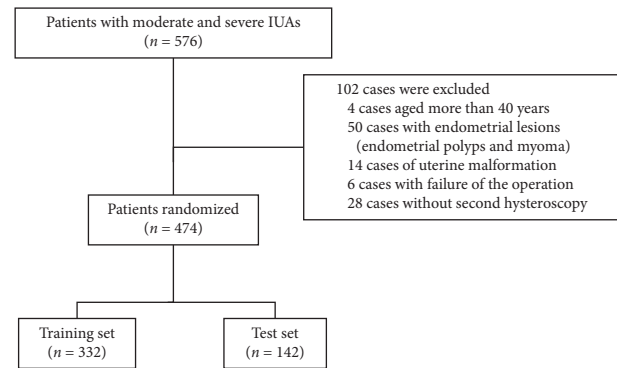 Patients with moderate and severe IUAs
(n = 576)
102 cases were excluded
4 cases aged more than 40 years
50 cases with endometrial lesions
(endometrial polyps and myoma)
14 cases of uterine malformation
6 cases with failure of the operation
28 cases without second hysteroscopy
Patients randomized
(n = 474)
Training set
(n = 332)
Test set
(n = 142)